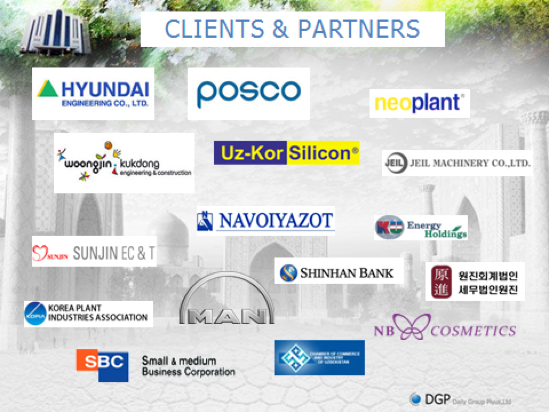 CLIENTS & PARTNERS
HYUNDAI
ENGINEERING CO., LTD.
posco
neoplant®
woongjin kukdong
engineering & construction
Uz-Kor Silicon®
JEIL JEIL MACHINERY CO.,LTD.
NAVOIYAZOT
Energy
Holdings
SUNJIN SUNJIN EC & T
SHINHAN BANK
原進
원진회계법인
세무법인원진
KOPIA KOREA PLANT
INDUSTRIES ASSOCIATION
MAN
NB COSMETICS
SBC Small & medium
Business Corporation
CHAMBER OF COMMERCE
AND INDUSTRY
OF UZBEKISTAN
DGP Daily Group Plus,Ltd